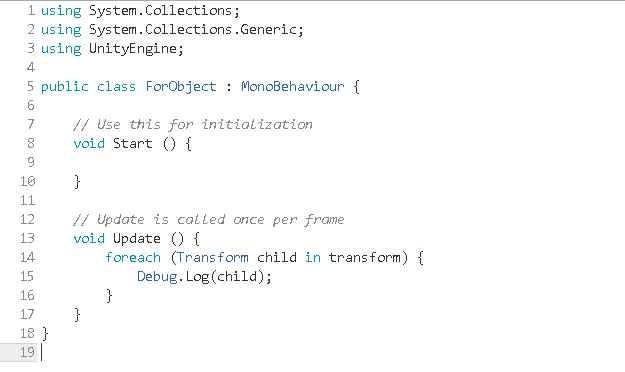 1 using System.Collections;
2 using System.Collections.Generic;
3 using UnityEngine;
4
5 public class ForObject : MonoBehaviour {
6
7     // Use this for initialization
8     void Start () {
9
10     }
11
12     // Update is called once per frame
13     void Update () {
14         foreach (Transform child in transform) {
15             Debug.Log(child);
16         }
17     }
18 }
19